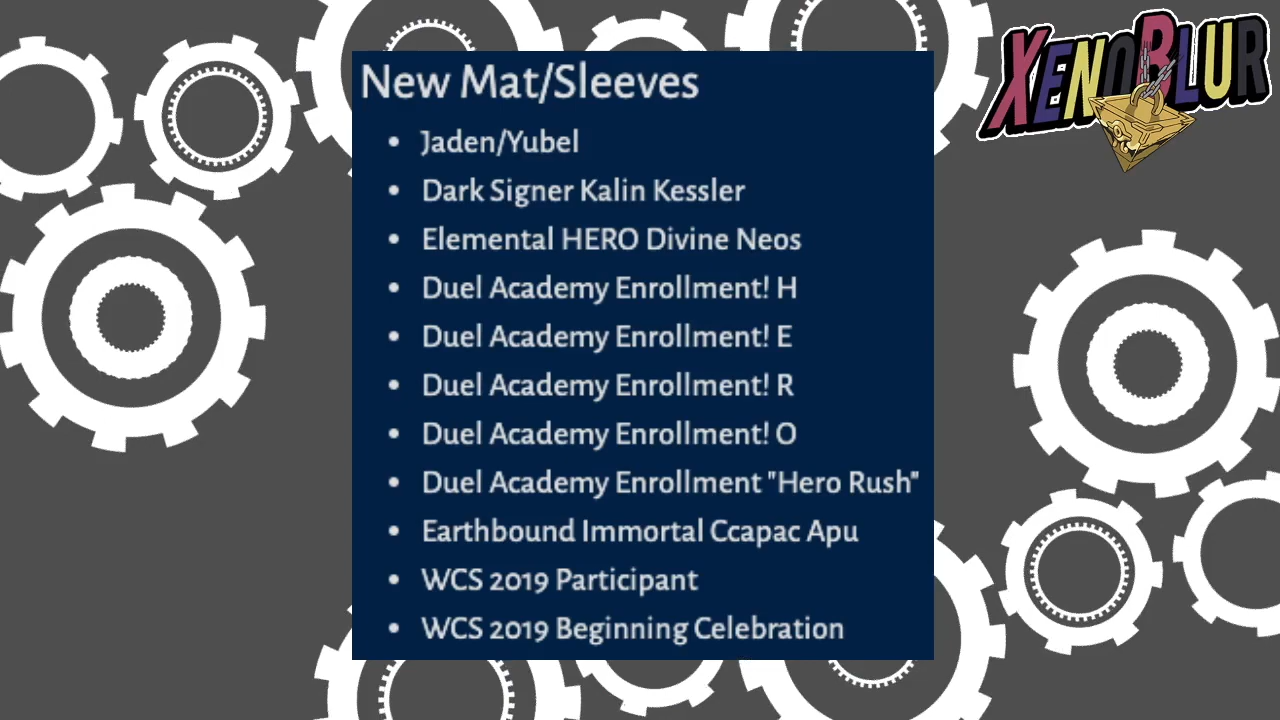 XENOBLUR
New Mat/Sleeves
• Jaden/Yubel
• Dark Signer Kalin Kessler
• Elemental HERO Divine Neos
• Duel Academy Enrollment! H
• Duel Academy Enrollment! E
• Duel Academy Enrollment! R
• Duel Academy Enrollment! O
• Duel Academy Enrollment "Hero Rush"
• Earthbound Immortal Ccapac Apu
• WCS 2019 Participant
• WCS 2019 Beginning Celebration